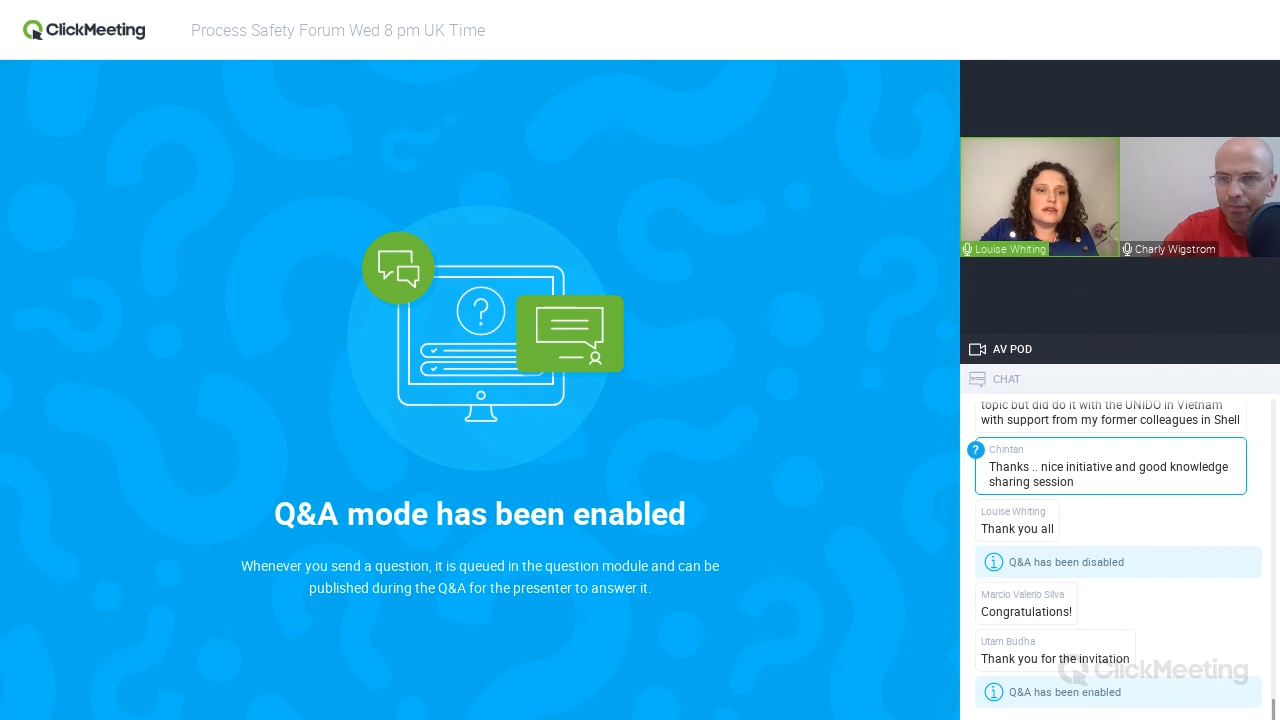 ClickMeeting
Process Safety Forum Wed 8 pm UK Time
Louise Whiting
Charly Wigstrom
AV POD
CHAT
topic but did do it with the UNIDO in Vietnam
with support from my former colleagues in Shell
?
Chintan
Thanks .. nice initiative and good knowledge
sharing session
Louise Whiting
Thank you all
Q&A has been disabled
Marcio Valerio Silva
Congratulations!
Utam Budha
Thank you for the invitation
ClickMeeting
Q&A has been enabled
?
Q&A mode has been enabled
Whenever you send a question, it is queued in the question module and can be
published during the Q&A for the presenter to answer it.